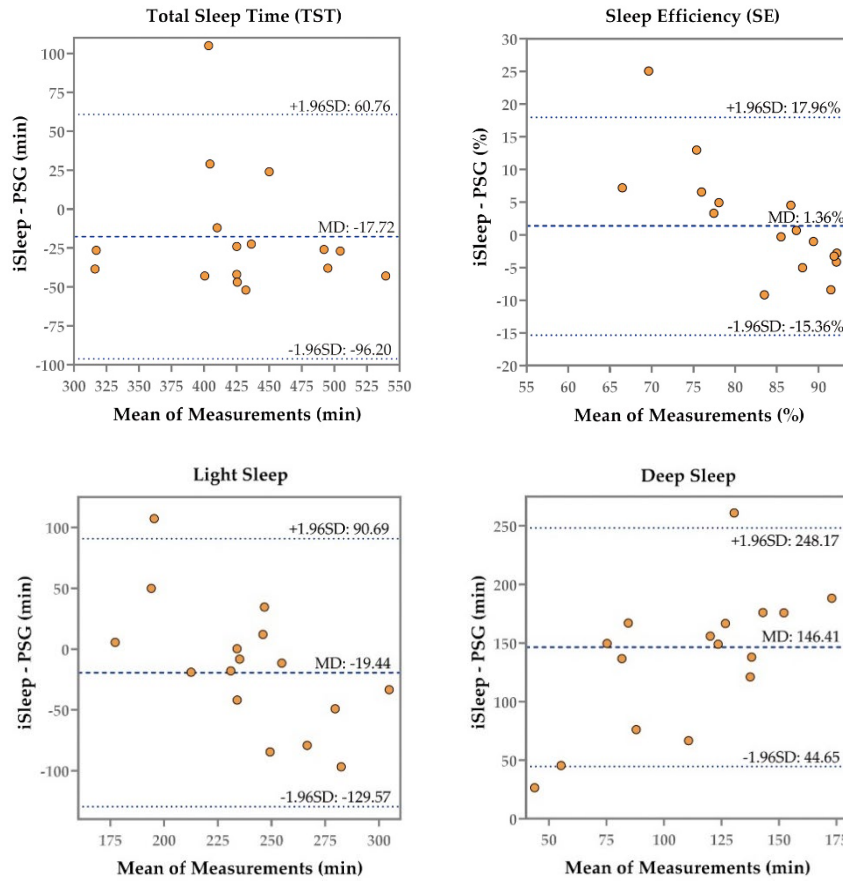 Total Sleep Time (TST)
iSleep - PSG (min)
100
75
50
25
0
-25
-50
-75
-100
+1.96SD: 60.76
MD: -17.72
-1.96SD: -96.20
300 325 350 375 400 425 450 475 500 525 550
Mean of Measurements (min)
Sleep Efficiency (SE)
iSleep - PSG (%)
30
25
20
15
10
5
0
-5
-10
-15
-20
+1.96SD: 17.96%
MD: 1.36%
-1.96SD: -15.36%
55 60 65 70 75 80 85 90
Mean of Measurements (%)
Light Sleep
iSleep - PSG (min)
100
50
0
-50
-100
+1.96SD: 90.69
MD: -19.44
-1.96SD: -129.57
175 200 225 250 275 300
Mean of Measurements (min)
Deep Sleep
iSleep - PSG (min)
250
200
150
100
50
0
+1.96SD: 248.17
MD: 146.41
-1.96SD: 44.65
50 75 100 125 150 175
Mean of Measurements (min)